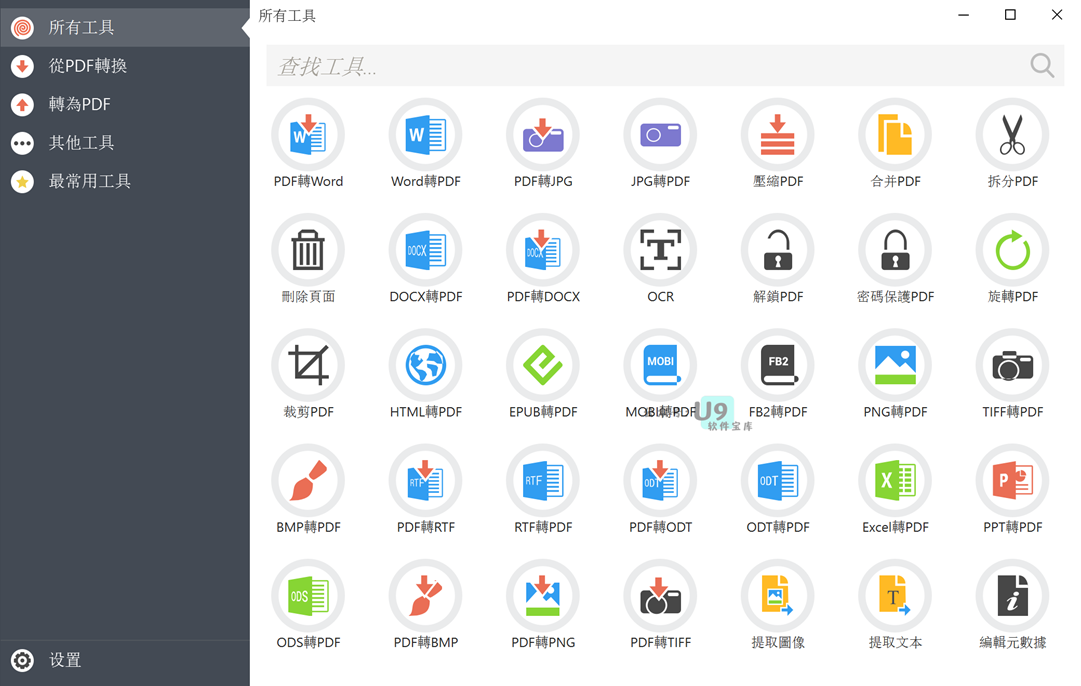 所有工具
從PDF轉換
轉為PDF
其他工具
最常用工具
设置
所有工具
查找工具...
W
PDF轉Word
W
Word轉PDF
PDF轉JPG
JPG轉PDF
壓縮PDF
合并PDF
拆分PDF
刪除頁面
DOCX
DOCX轉PDF
DOCX
PDF轉DOCX
T
OCR
解鎖PDF
密碼保護PDF
旋轉PDF
裁剪PDF
HTML轉PDF
e
EPUB轉PDF
MOBI
MOBI轉PDF
FB2
FB2轉PDF
PNG轉PDF
TIFF轉PDF
U9
软件宝库
BMP轉PDF
RTF
PDF轉RTF
RTF
RTF轉PDF
ODT
PDF轉ODT
ODT
ODT轉PDF
X
Excel轉PDF
P
PPT轉PDF
ODS
ODS轉PDF
PDF轉BMP
PDF轉PNG
PDF轉TIFF
提取圖像
T
提取文本
i
編輯元數據